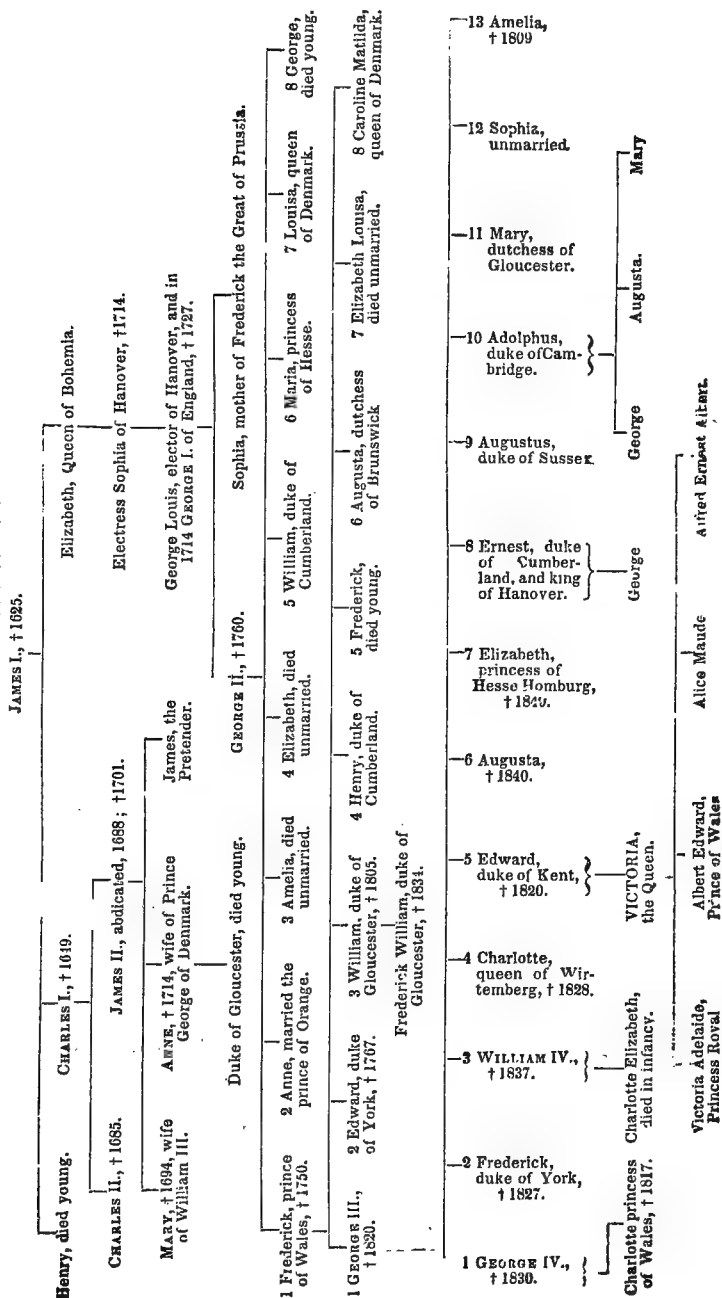 JAMES I., † 1625.
Henry, died young.
CHARLES I., † 1649.
Elizabeth, Queen of Bohemia.
CHARLES II., † 1685.
JAMES II., abdicated, 1688; † 1701.
Electress Sophia of Hanover, † 1714.
MARY, † 1694, wife
of William III.
ANNE, † 1714, wife of Prince
George of Denmark.
James, the
Pretender.
George Louis, elector of Hanover, and in
1714 GEORGE I. of England, † 1727.
Duke of Gloucester, died young.
GEORGE II., † 1760.
Sophia, mother of Frederick the Great of Prussia.
1 Frederick, prince
of Wales, † 1750.
2 Anne, married the
prince of Orange.
3 Amelia, died
unmarried.
4 Elizabeth, died
unmarried.
5 William, duke of
Cumberland.
6 Maria, princess
of Hesse.
7 Louisa, queen
of Denmark.
8 George,
died young.
1 GEORGE III.,
† 1820.
2 Edward, duke
of York, † 1767.
3 William, duke of
Gloucester, † 1805.
4 Henry, duke of
Cumberland.
5 Frederick,
died young.
6 Augusta, dutchess
of Brunswick
7 Elizabeth Louisa,
died unmarried.
8 Caroline Matilda,
queen of Denmark.
Frederick William, duke of
Gloucester, † 1834.
1 GEORGE IV.,
† 1830.
2 Frederick,
duke of York,
† 1827.
3 WILLIAM IV.,
† 1837.
4 Charlotte,
queen of Wir-
temberg, † 1828.
5 Edward,
duke of Kent,
† 1820.
6 Augusta,
† 1840.
7 Elizabeth,
princess of
Hesse Homburg,
† 1840.
8 Ernest, duke
of Cumber-
land, and king
of Hanover.
9 Augustus,
duke of Sussex.
10 Adolphus,
duke of Cam-
bridge.
11 Mary,
dutchess of
Gloucester.
12 Sophia,
unmarried.
13 Amelia,
† 1809
Charlotte princess
of Wales, † 1817.
Charlotte Elizabeth,
died in infancy.
VICTORIA,
the Queen.
George
George
Augusta.
Mary
Victoria Adelaide,
Princess Royal
Albert Edward,
Prince of Wales
Alice Maude
Alfred Ernest Albert.